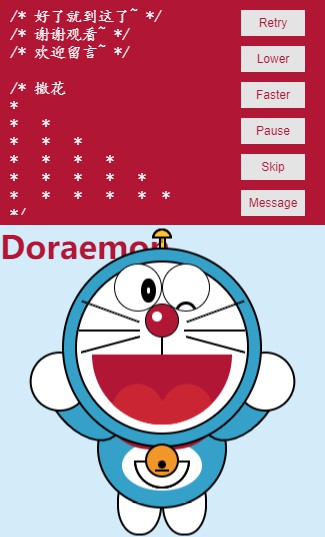 /* 好了就到这了~ */
/* 谢谢观看~ */
/* 欢迎留言~ */
/* 撒花
*
* *
* * *
* * * *
* * * * *
* * * * * *
*/
Retry
Lower
Faster
Pause
Skip
Message
Doraemon